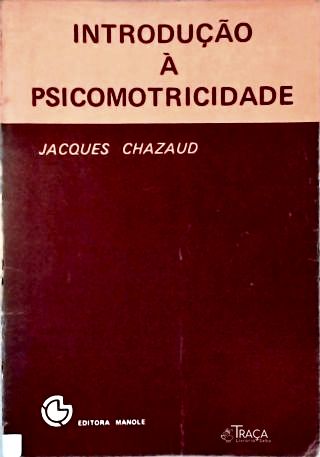 INTRODUÇÃO
À
PSICOMOTRICIDADE
JACQUES CHAZAUD
EDITORA MANOLE
TRAÇA